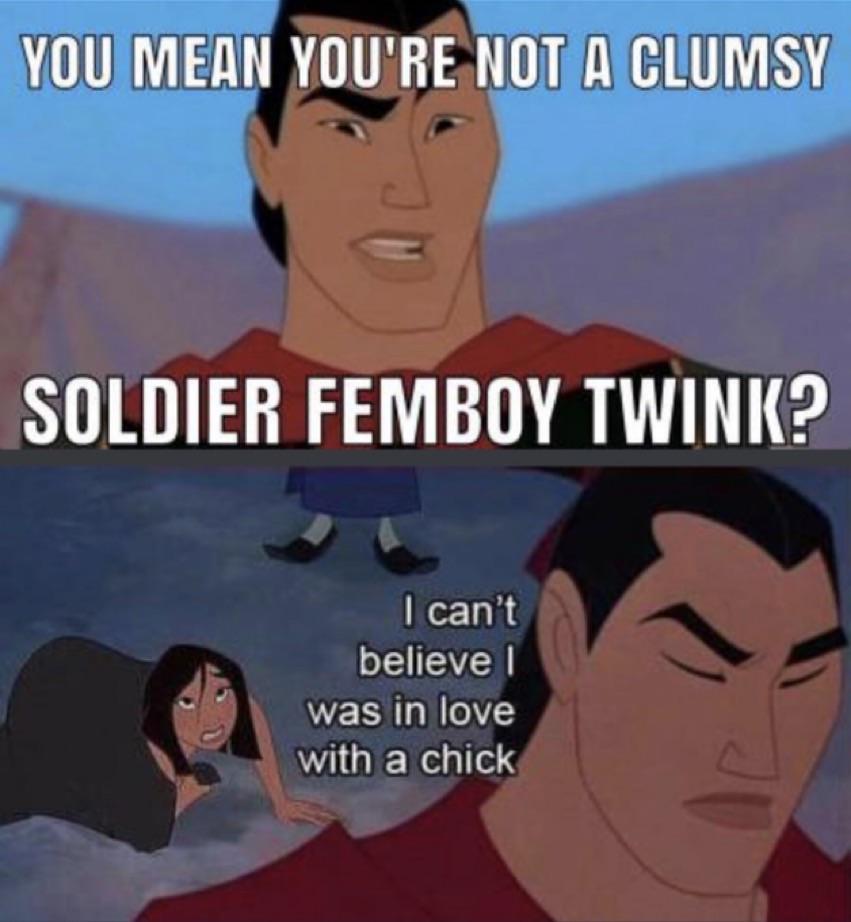 YOU MEAN YOU'RE NOT A CLUMSY
SOLDIER FEMBOY TWINK?
I can't
believe I
was in love
with a chick